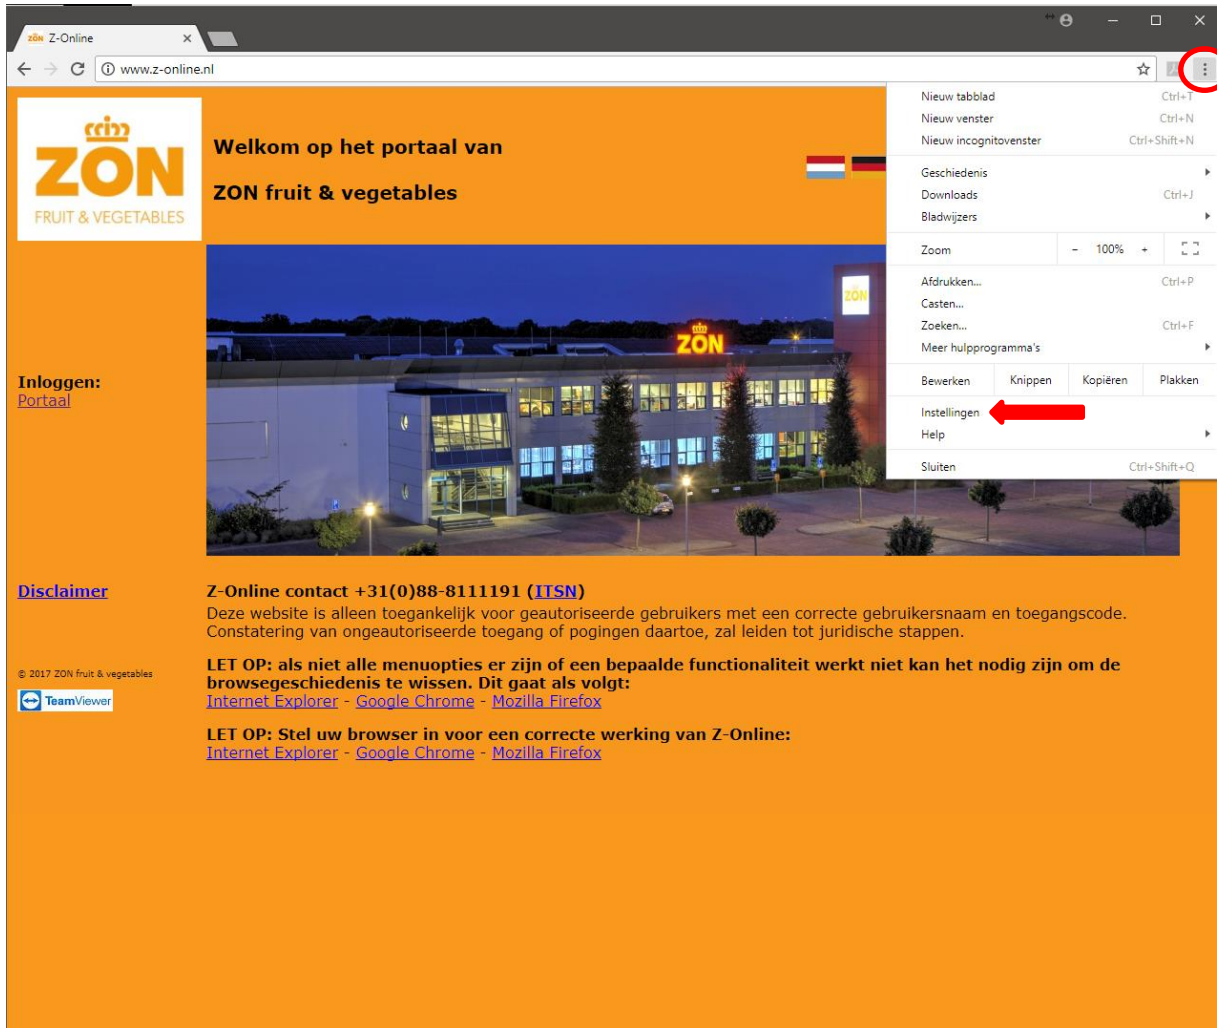 zōn Z-Online
www.z-online.nl
ZON
FRUIT & VEGETABLES
Welkom op het portaal van
ZON fruit & vegetables
Nieuw tabblad Ctrl+T
Nieuw venster Ctrl+N
Nieuw incognitovenster Ctrl+Shift+N
Geschiedenis
Downloads Ctrl+J
Bladwijzers
Zoom - 100% +
Afdrukken... Ctrl+P
Casten...
Zoeken... Ctrl+F
Meer hulpprogramma's
Bewerken Knippen Kopiëren Plakken
Instellingen
Help
Sluiten Ctrl+Shift+Q
ZON
ZON
Inloggen:
Portaal
Disclaimer
Z-Online contact +31(0)88-8111191 (ITSN)
Deze website is alleen toegankelijk voor geautoriseerde gebruikers met een correcte gebruikersnaam en toegangscode.
Constatering van ongeautoriseerde toegang of pogingen daartoe, zal leiden tot juridische stappen.
LET OP: als niet alle menuopties er zijn of een bepaalde functionaliteit werkt niet kan het nodig zijn om de
browsegeschiedenis te wissen. Dit gaat als volgt:
Internet Explorer - Google Chrome - Mozilla Firefox
LET OP: Stel uw browser in voor een correcte werking van Z-Online:
Internet Explorer - Google Chrome - Mozilla Firefox
© 2017 ZON fruit & vegetables
TeamViewer